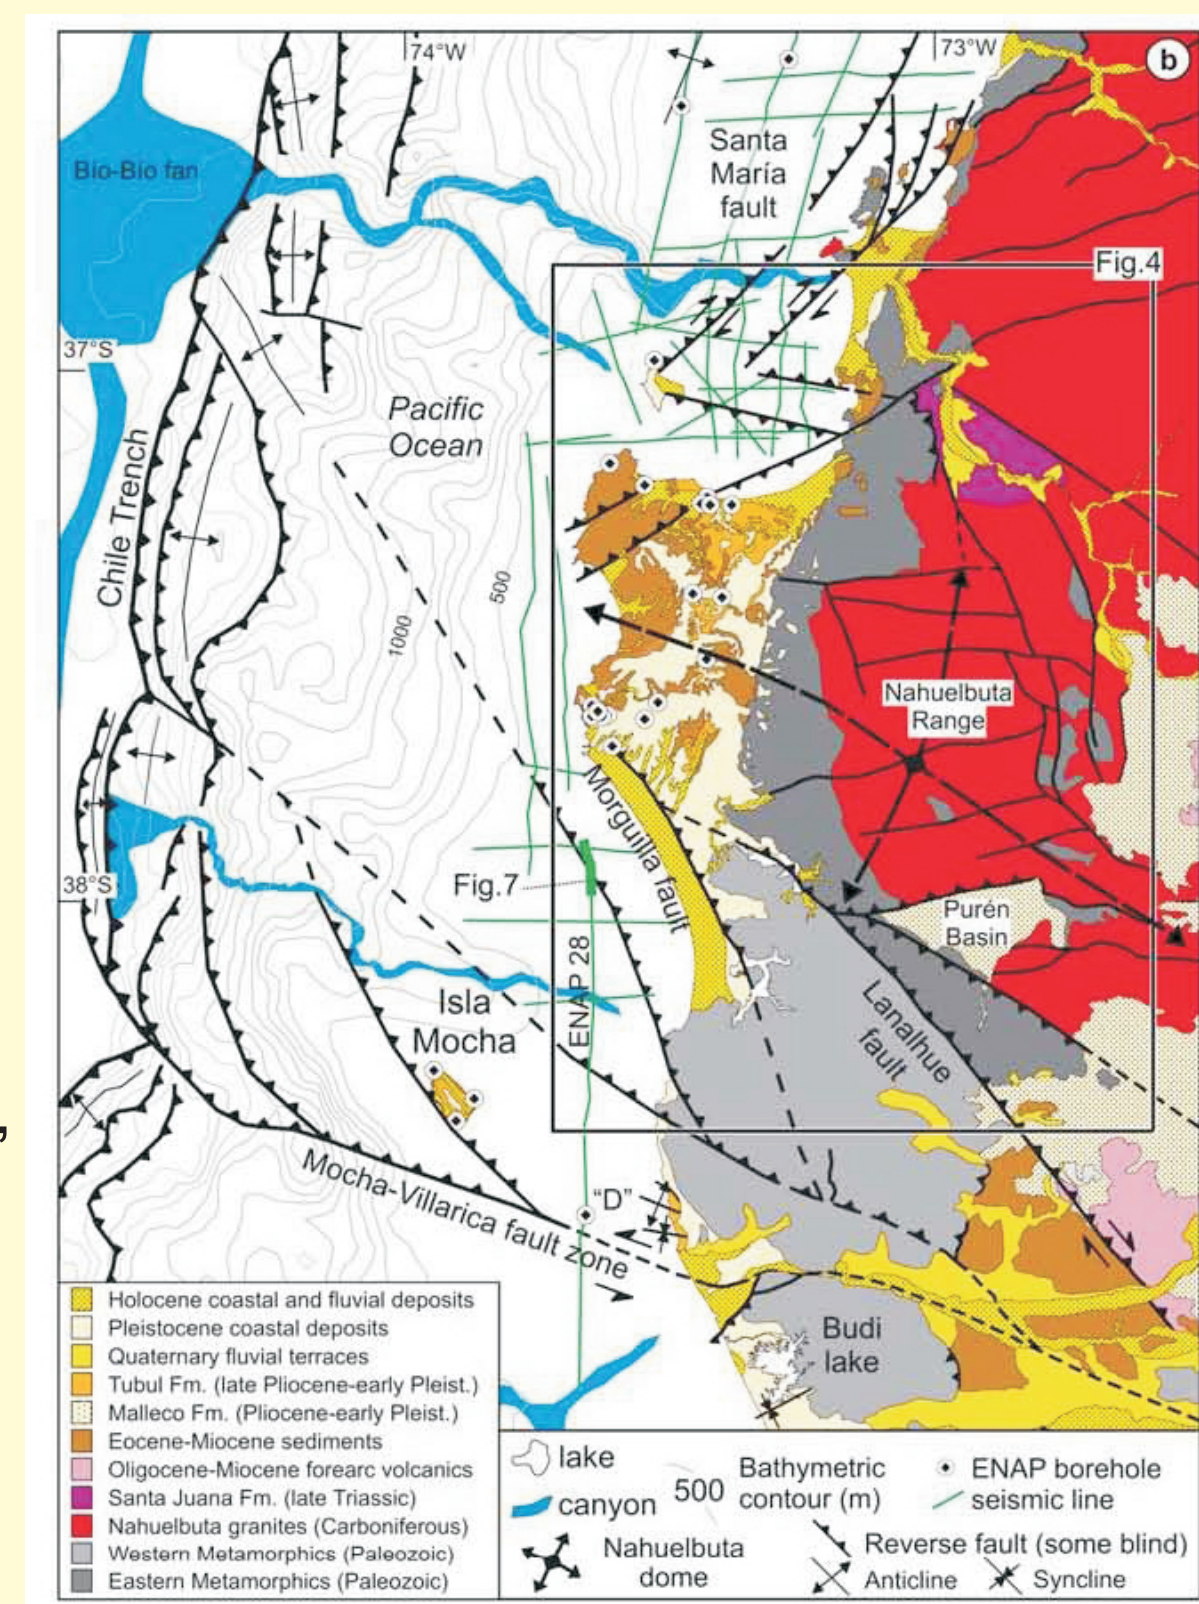 74°W
73°W
b
Bío-Bío fan
Santa
María
fault
Fig.4
37°S
Pacific
Ocean
Chile Trench
500
1000
Nahuelbuta
Range
Morguilla fault
38°S
Fig.7
Purén
Basin
ENAP 28
Isla
Mocha
Lanalhue
fault
Mocha-Villarica fault zone
“D”
Budi
lake
Holocene coastal and fluvial deposits
Pleistocene coastal deposits
Quaternary fluvial terraces
Tubul Fm. (late Pliocene-early Pleist.)
Malleco Fm. (Pliocene-early Pleist.)
Eocene-Miocene sediments
Oligocene-Miocene forearc volcanics
Santa Juana Fm. (late Triassic)
Nahuelbuta granites (Carboniferous)
Western Metamorphics (Paleozoic)
Eastern Metamorphics (Paleozoic)
lake
canyon
500
Bathymetric
contour (m)
ENAP borehole
seismic line
Nahuelbuta
dome
Reverse fault (some blind)
Anticline
Syncline